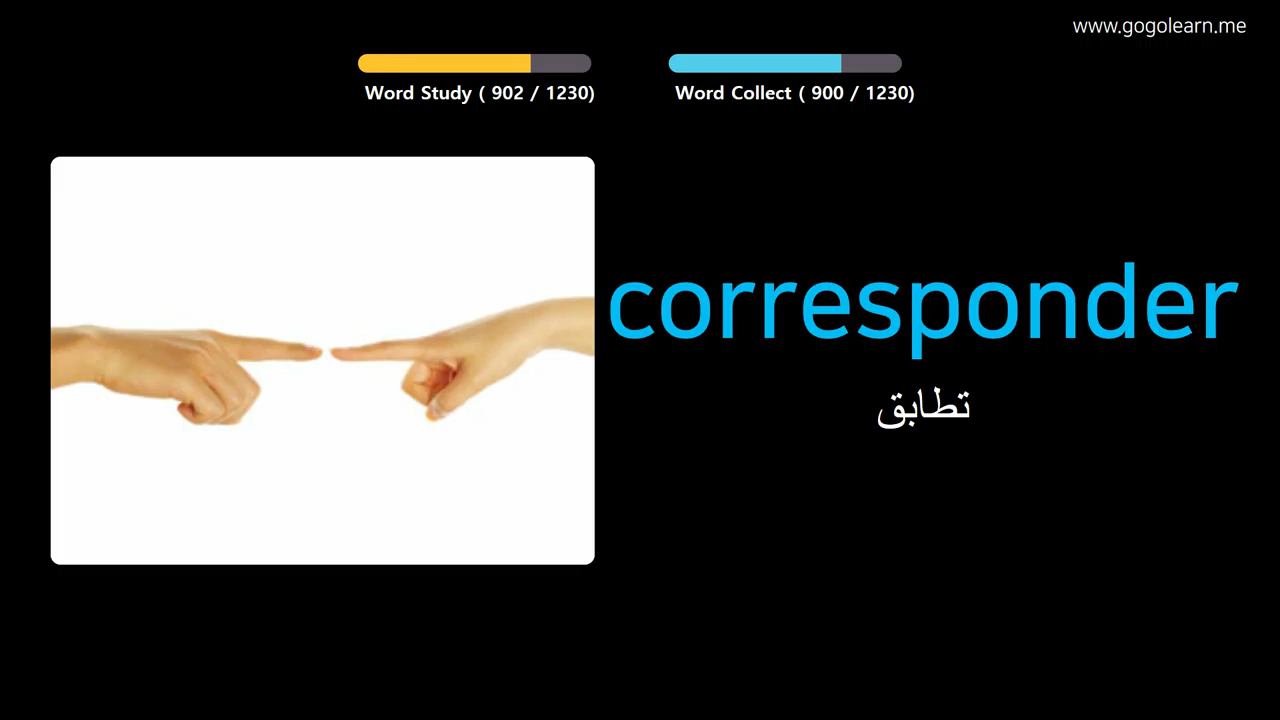 www.gogolearn.me
Word Study ( 902 / 1230)
Word Collect ( 900 / 1230)
corresponder
تطابق